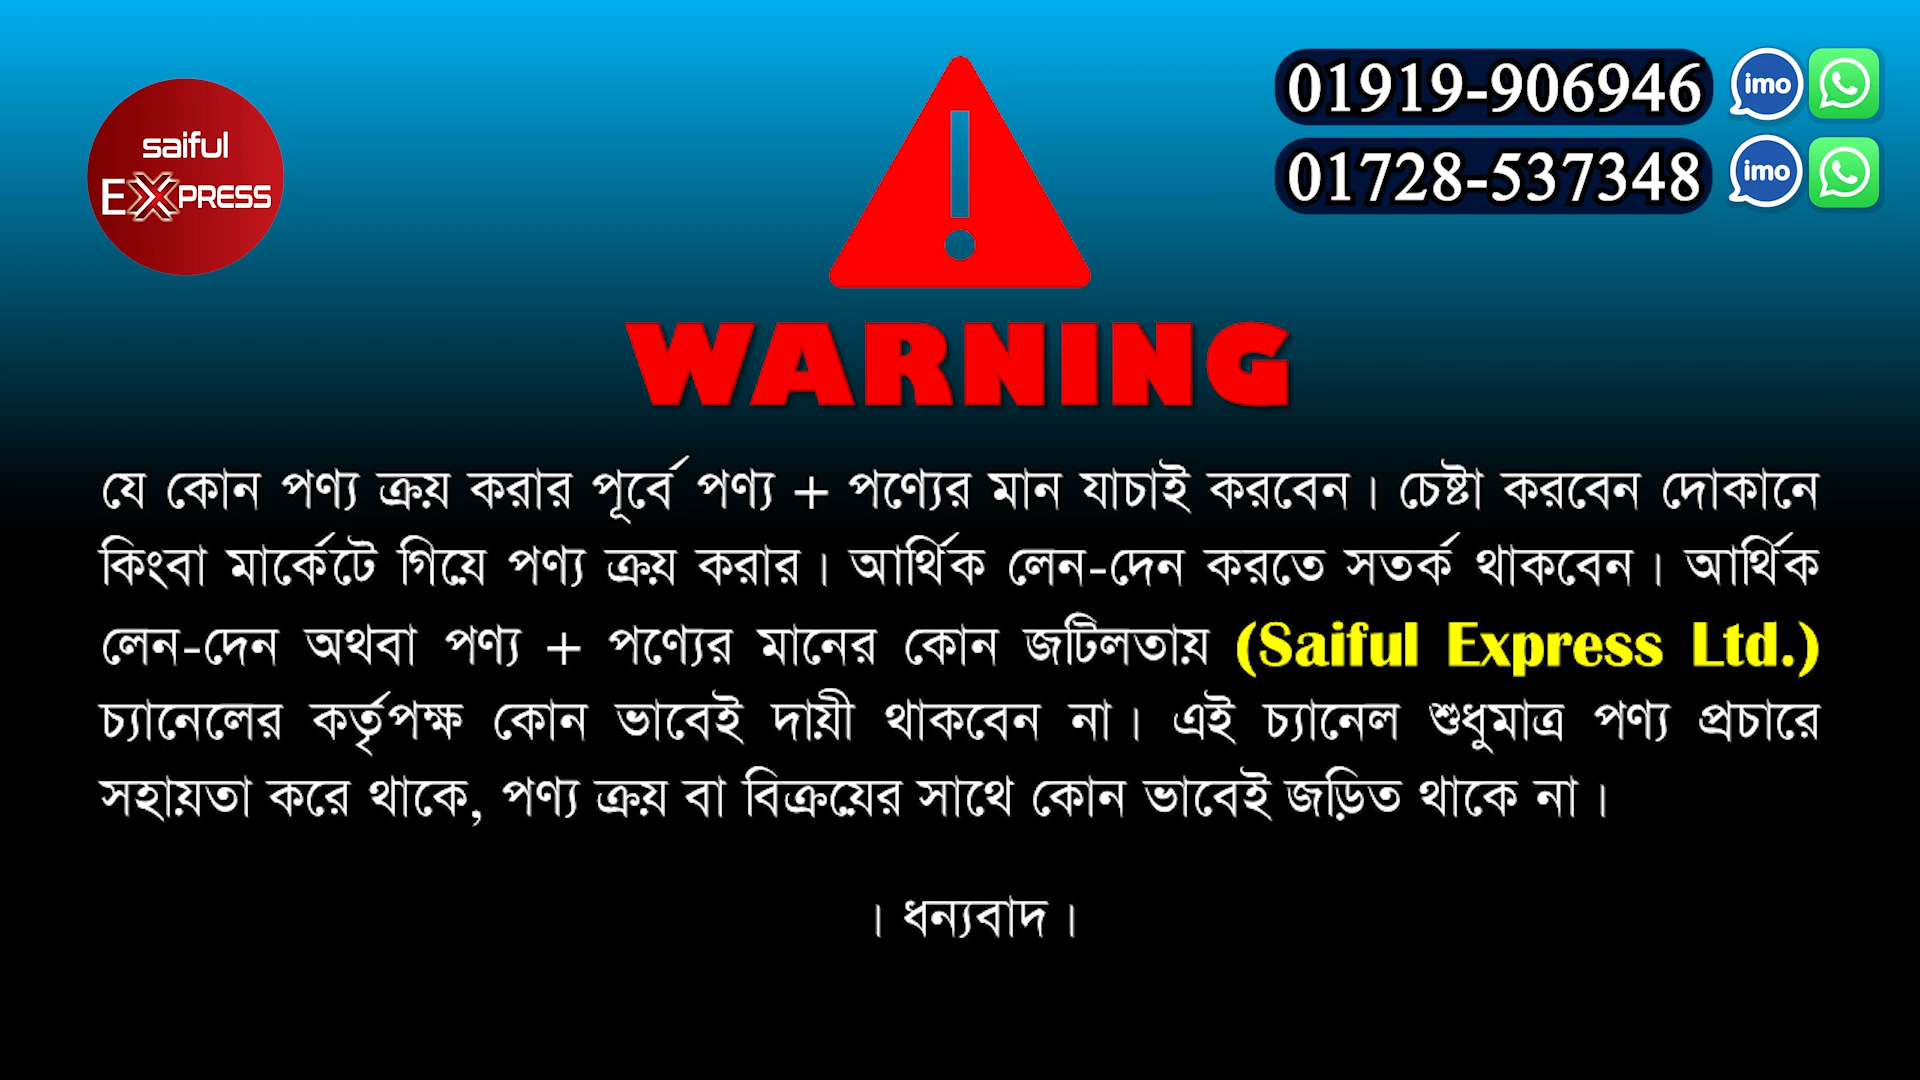 saiful
EXPRESS
01919-906946 imo
01728-537348 imo
WARNING
যে কোন পণ্য ক্রয় করার পূর্বে পণ্য + পণ্যের মান যাচাই করবেন। চেষ্টা করবেন দোকানে
কিংবা মার্কেটে গিয়ে পণ্য ক্রয় করার। আর্থিক লেন-দেন করতে সতর্ক থাকবেন। আর্থিক
লেন-দেন অথবা পণ্য + পণ্যের মানের কোন জটিলতায় (Saiful Express Ltd.)
চ্যানেলের কর্তৃপক্ষ কোন ভাবেই দায়ী থাকবেন না। এই চ্যানেল শুধুমাত্র পণ্য প্রচারে
সহায়তা করে থাকে, পণ্য ক্রয় বা বিক্রয়ের সাথে কোন ভাবেই জড়িত থাকে না।
। ধন্যবাদ।